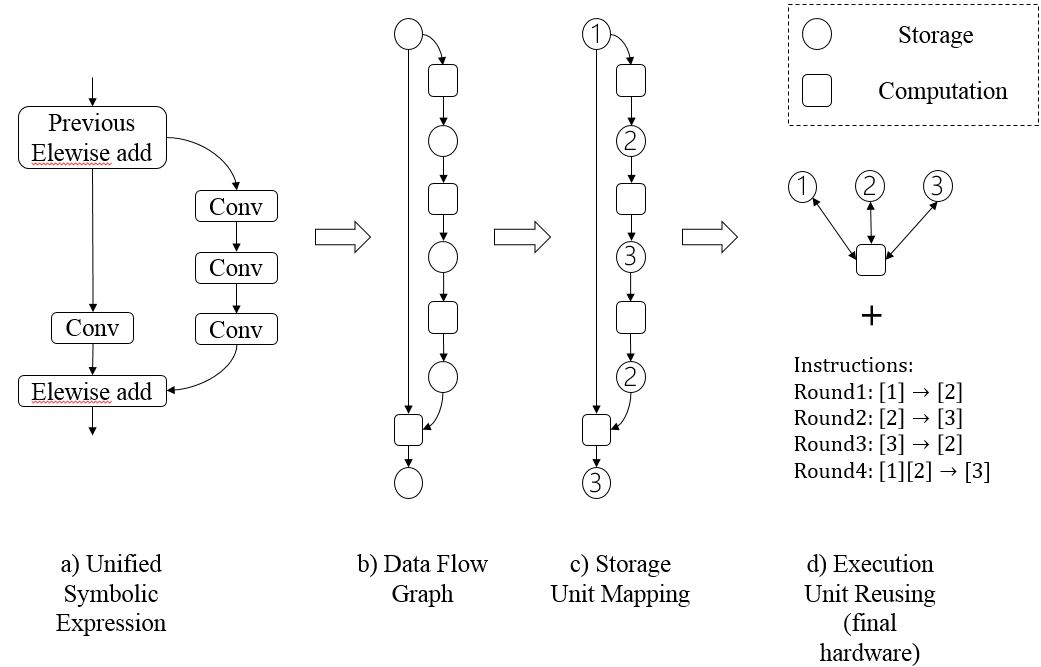 Previous
Elewise add
Conv
Conv
Conv
Conv
Elewise add
a) Unified
Symbolic
Expression
b) Data Flow
Graph
1
2
3
2
3
c) Storage
Unit Mapping
Storage
Computation
1 2 3
+
Instructions:
Round1: [1] → [2]
Round2: [2] → [3]
Round3: [3] → [2]
Round4: [1][2] → [3]
d) Execution
Unit Reusing
(final
hardware)